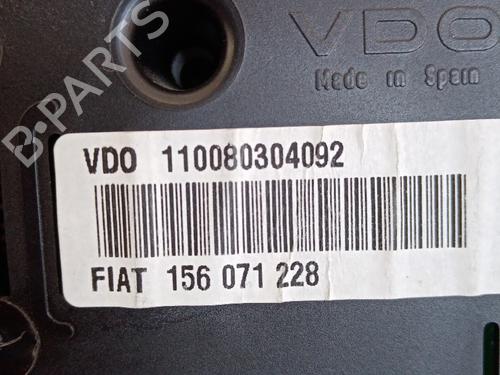 VDO
Made in Spain
B-PARTS
VDO 110080304092
FIAT 156 071 228